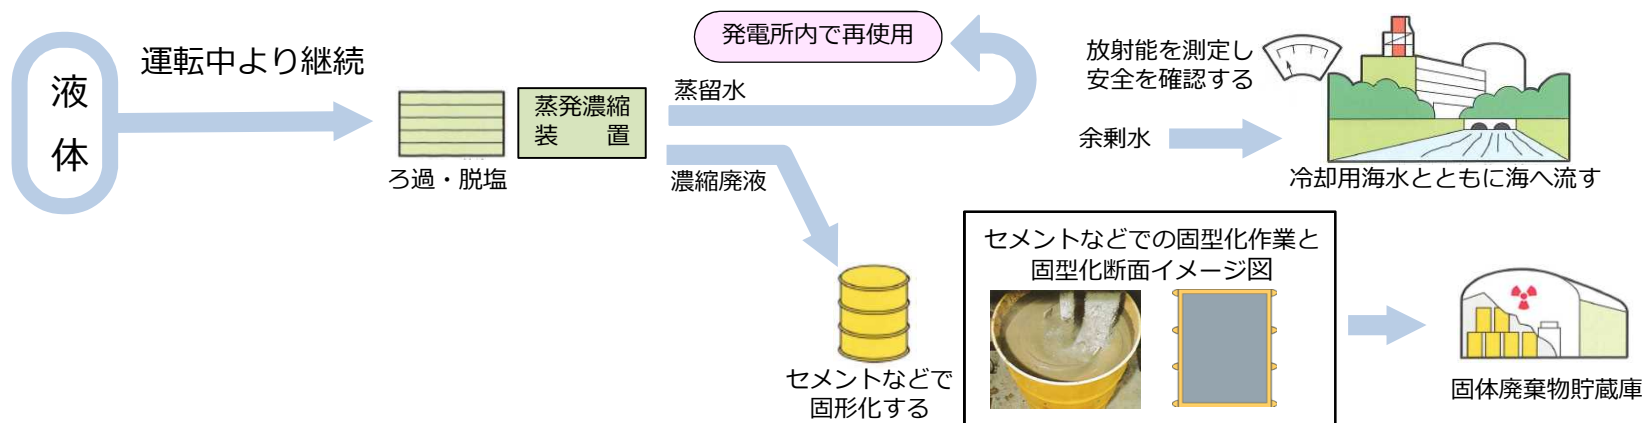 液
体
運転中より継続
ろ過・脱塩
蒸発濃縮
装　置
蒸留水
発電所内で再使用
濃縮廃液
放射能を測定し
安全を確認する
余剰水
冷却用海水とともに海へ流す
セメントなどで
固形化する
セメントなどでの固型化作業と
固型化断面イメージ図
固体廃棄物貯蔵庫